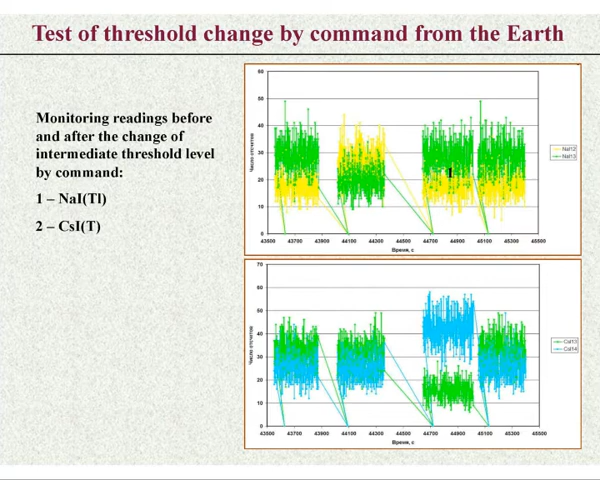 Test of threshold change by command from the Earth
Monitoring readings before
and after the change of
intermediate threshold level
by command:
1 – NaI(Tl)
2 – CsI(T)
60
50
40
30
20
10
0
Число отсчетов
43500 43700 43900 44100 44300 44500 44700 44900 45100 45300 45500
Время, с
NaI12
NaI13
1
70
60
50
40
30
20
10
0
Число отсчетов
43500 43700 43900 44100 44300 44500 44700 44900 45100 45300 45500
Время, с
CsI13
CsI14